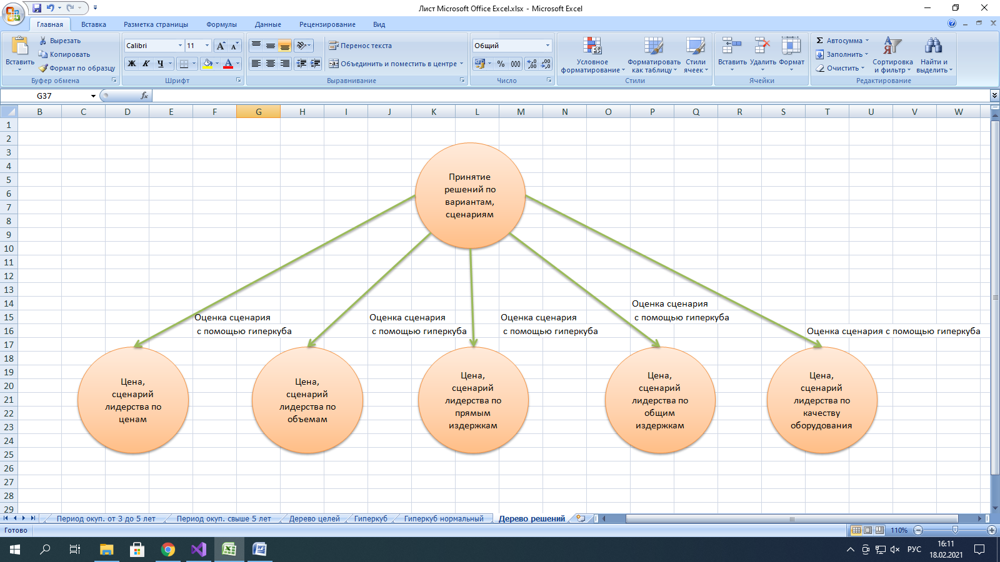 Лист Microsoft Office Excel.xlsx - Microsoft Excel
Главная Вставка Разметка страницы Формулы Данные Рецензирование Вид
Вставить
Вырезать
Копировать
Формат по образцу
Буфер обмена
Calibri 11
Ж К Ч А А А
Шрифт
Перенос текста
Объединить и поместить в центре
Выравнивание
Общий
% 000 ,00 ,0
Число
Условное форматирование
Форматировать как таблицу
Стили ячеек
Стили
Вставить Удалить Формат
Ячейки
Σ Автосумма
Заполнить
Очистить
Сортировка и фильтр
Найти и выделить
Редактирование
G37 fx
B C D E F G H I J K L M N O P Q R S T U V W
1
2
3
4
5
6
7
8
9
10
11
12
13
14
15
16
17
18
19
20
21
22
23
24
25
26
27
28
29
Принятие
решений по
вариантам,
сценариям
Оценка сценария
с помощью гиперкуба
Оценка сценария
с помощью гиперкуба
Оценка сценария
с помощью гиперкуба
Оценка сценария
с помощью гиперкуба
Оценка сценария с помощью гиперкуба
Цена,
сценарий
лидерства по
ценам
Цена,
сценарий
лидерства по
объемам
Цена,
сценарий
лидерства по
прямым
издержкам
Цена,
сценарий
лидерства по
общим
издержкам
Цена,
сценарий
лидерства по
качеству
оборудования
Период окуп. от 3 до 5 лет Период окуп. свыше 5 лет Дерево целей Гиперкуб Гиперкуб нормальный Дерево решений
Готово 110%
РУС 16:11
18.02.2021